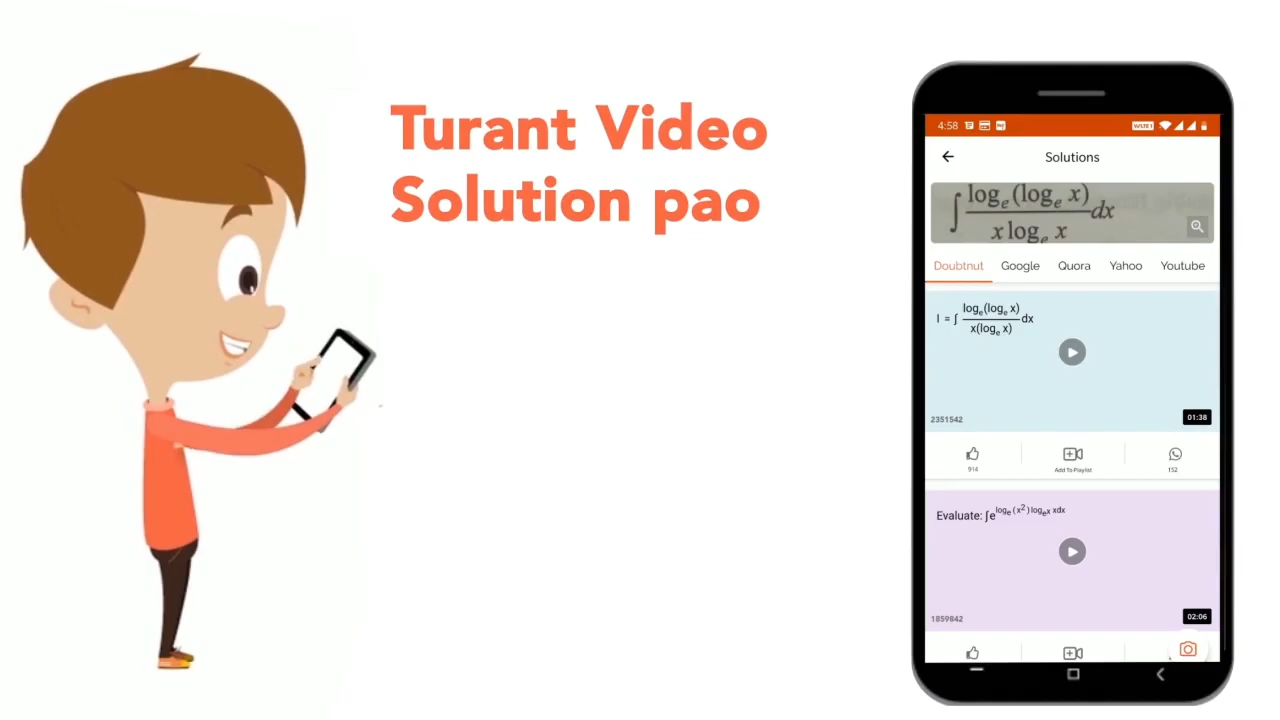 Turant Video
Solution pao
4:58
VoLTE1
Solutions
∫ logₑ(logₑ x) / x logₑ x dx
Doubtnut Google Quora Yahoo Youtube
I = ∫ logₑ(logₑ x) / x(logₑ x) dx
2351542 01:38
914 Add To Playlist 152
Evaluate: ∫e^logₑ(x²)logₑx xdx
1859842 02:06